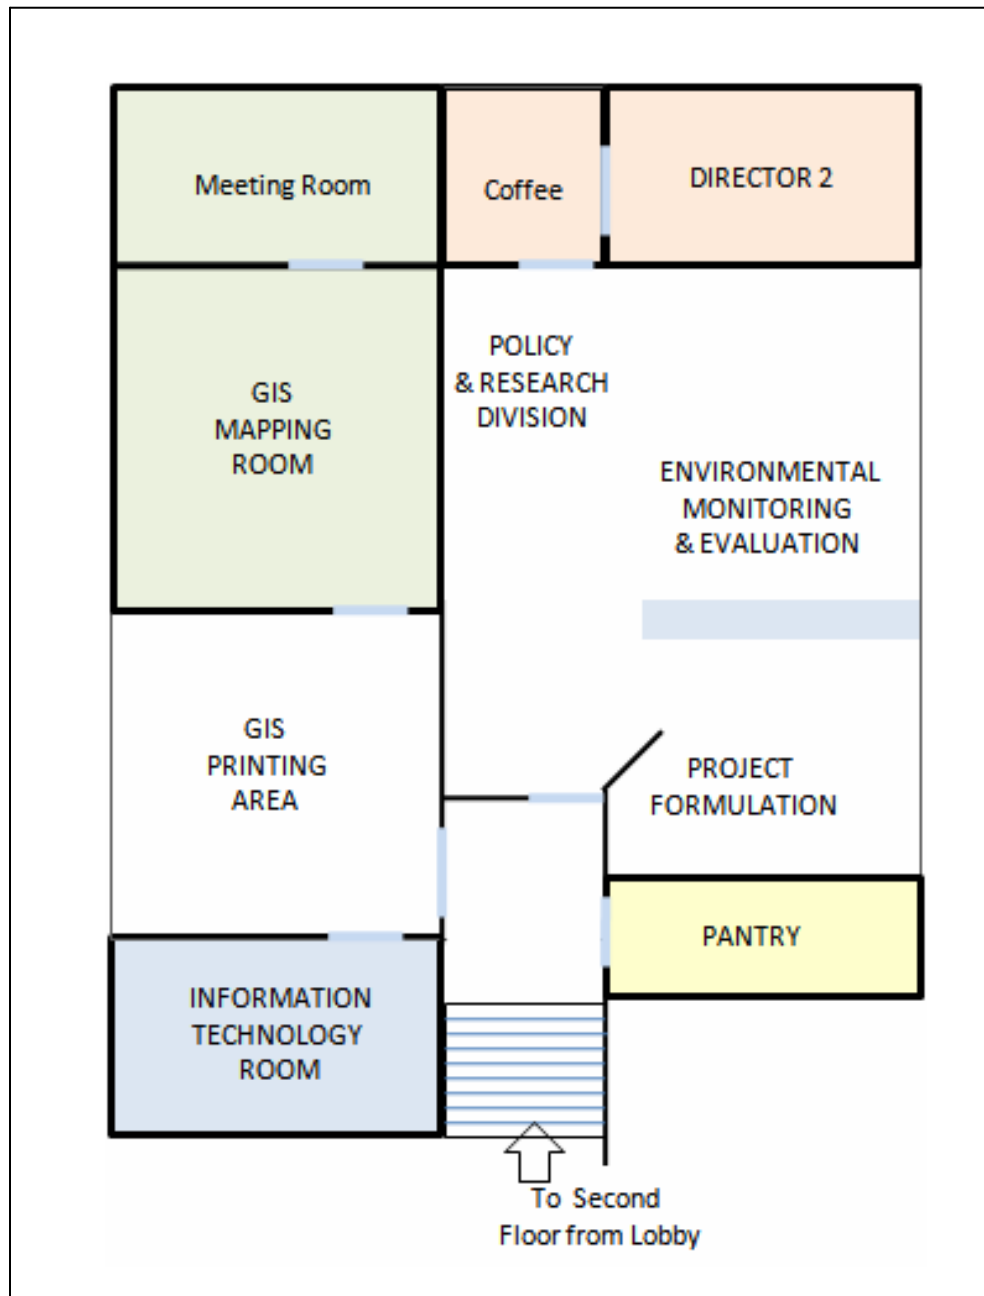 Meeting Room
Coffee
DIRECTOR 2
GIS
MAPPING
ROOM
POLICY
& RESEARCH
DIVISION
ENVIRONMENTAL
MONITORING
& EVALUATION
GIS
PRINTING
AREA
PROJECT
FORMULATION
PANTRY
INFORMATION
TECHNOLOGY
ROOM
To Second
Floor from Lobby